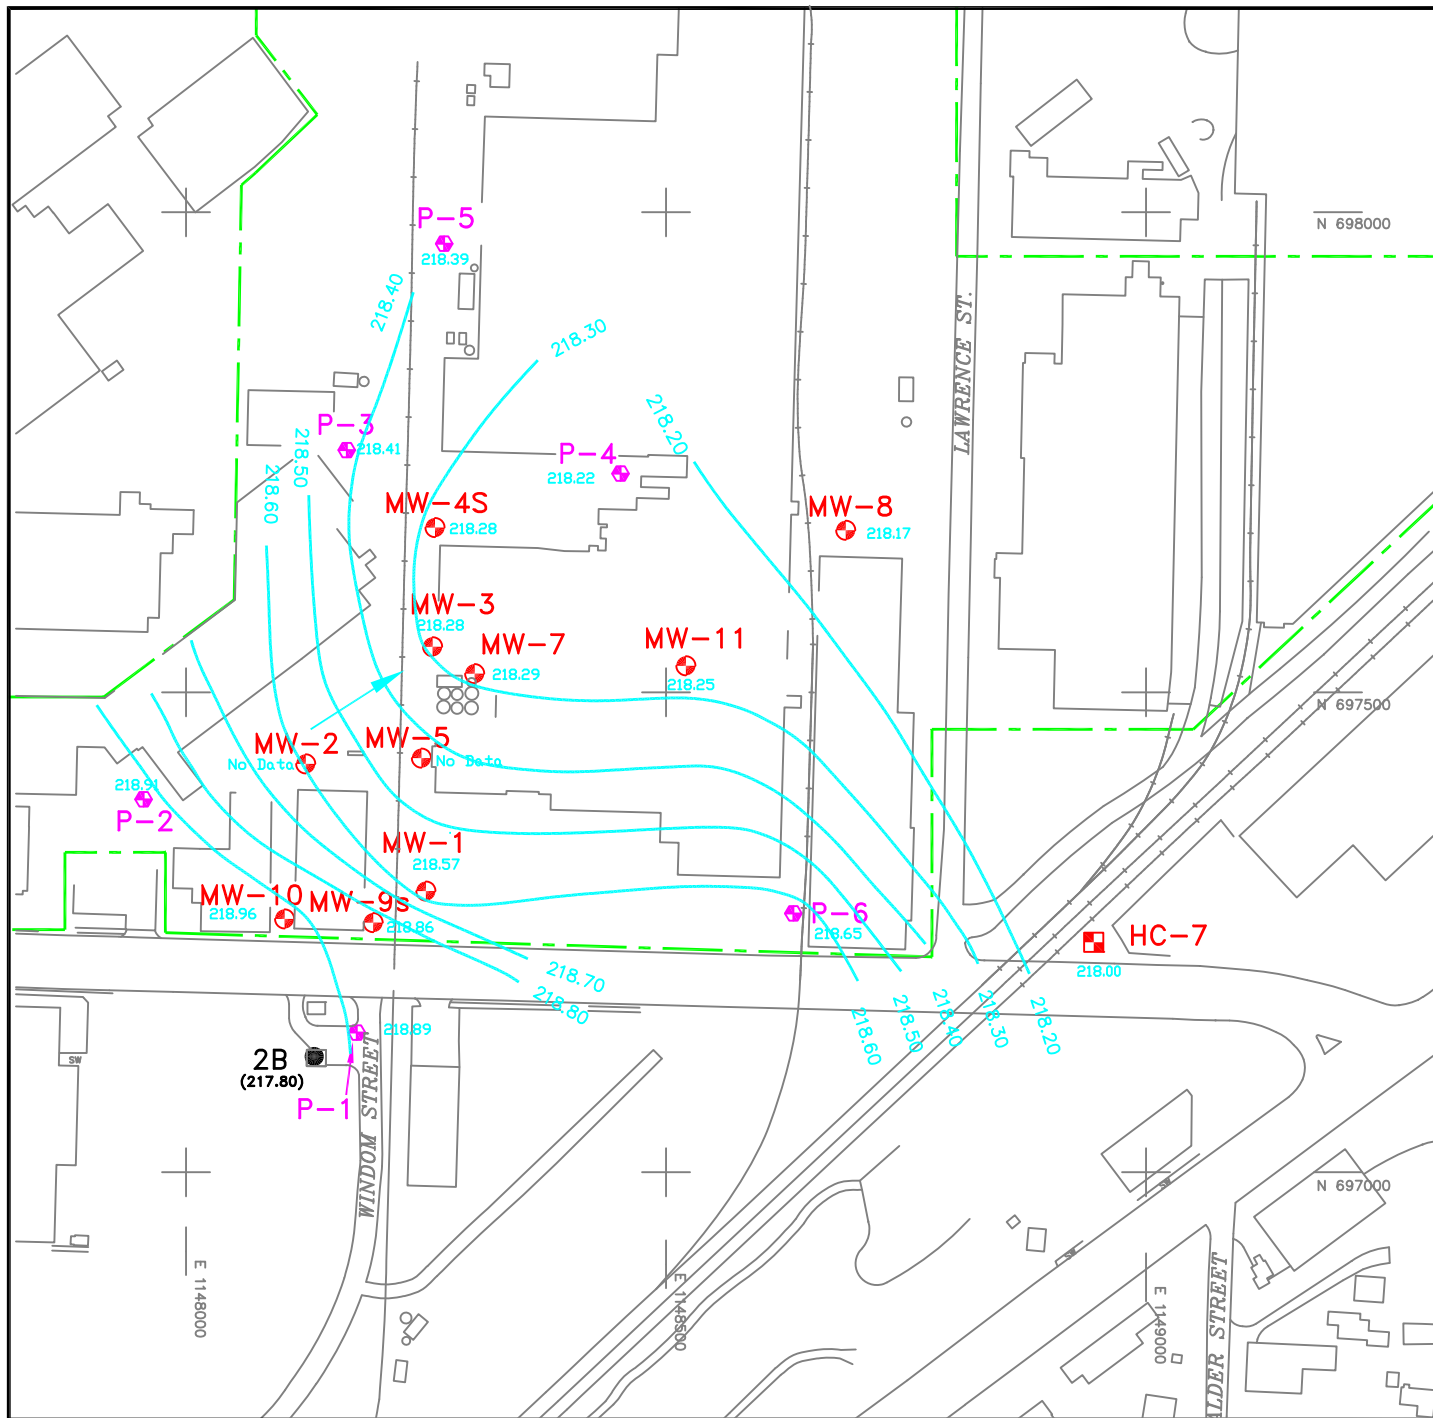 P-5
218.39
N 698000
218.40
218.30
LAWRENCE ST.
218.20
P-3
218.41
218.50
218.60
P-4
218.22
MW-4S
218.28
MW-8
218.17
MW-3
218.28
MW-7
218.29
MW-11
218.25
N 697500
MW-2
No Data
MW-5
No Data
218.91
P-2
MW-1
218.57
MW-10
218.96
MW-9s
218.86
P-6
218.65
HC-7
218.00
218.70
218.80
218.60
218.50
218.40
218.30
218.20
218.89
2B
(217.80)
P-1
WINDOM STREET
SW
N 697000
SW
SW
E 1148000
E 1148500
E 1149000
ALDER STREET